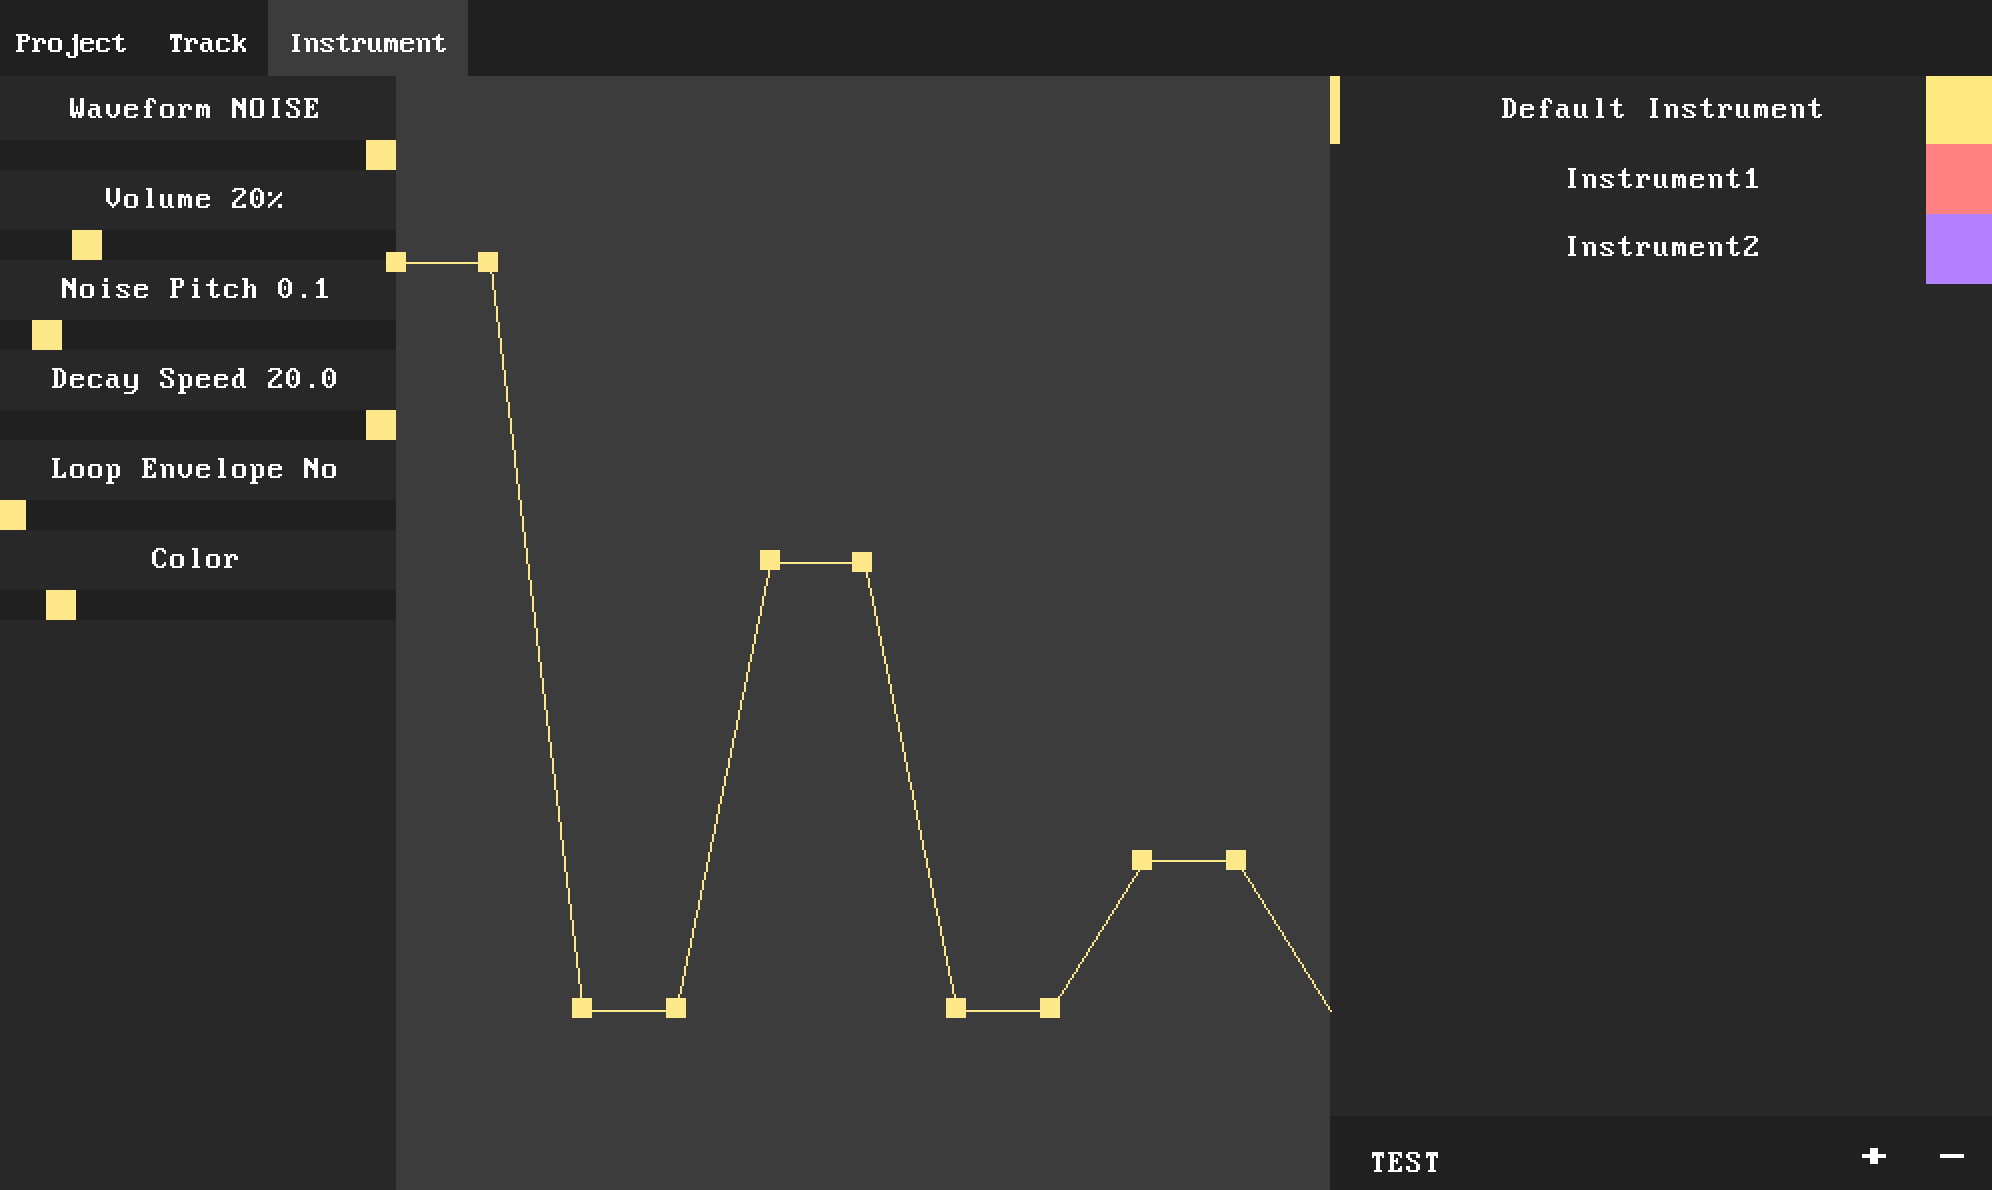 Project Track Instrument
Waveform NOISE
Volume 20%
Noise Pitch 0.1
Decay Speed 20.0
Loop Envelope No
Color
Default Instrument
Instrument1
Instrument2
TEST + −